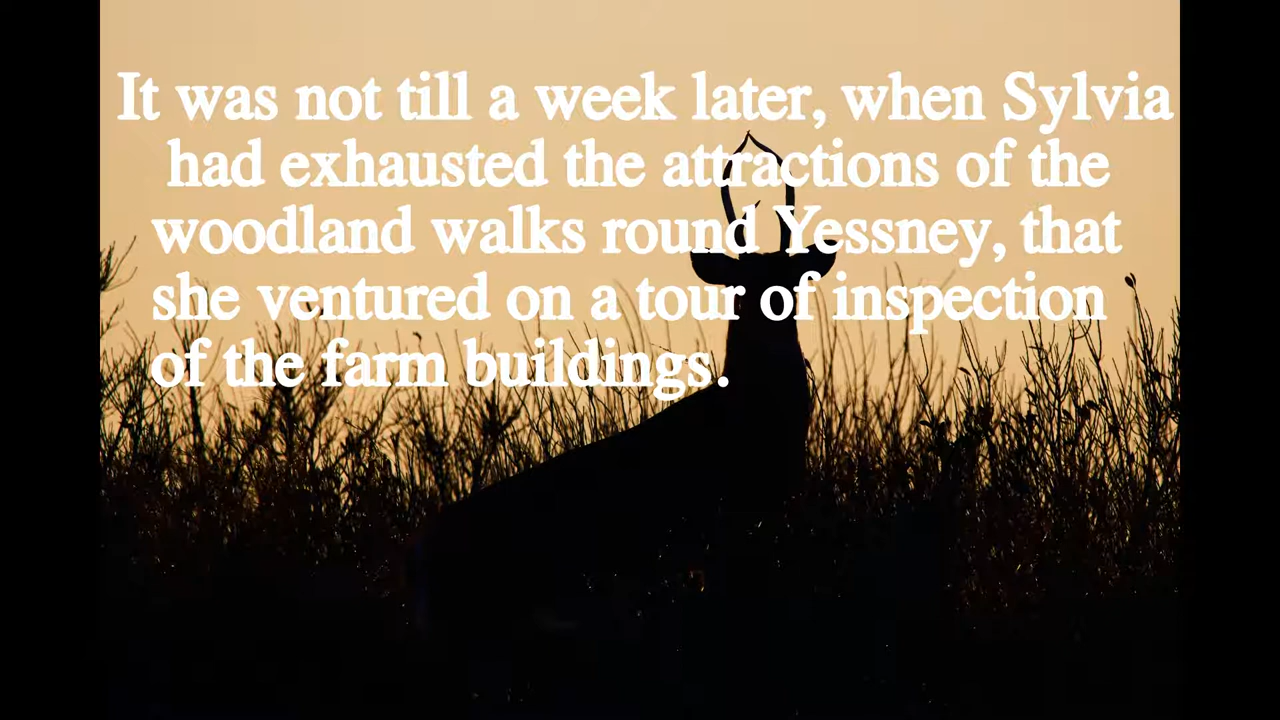 It was not till a week later, when Sylvia
had exhausted the attractions of the
woodland walks round Yessney, that
she ventured on a tour of inspection
of the farm buildings.